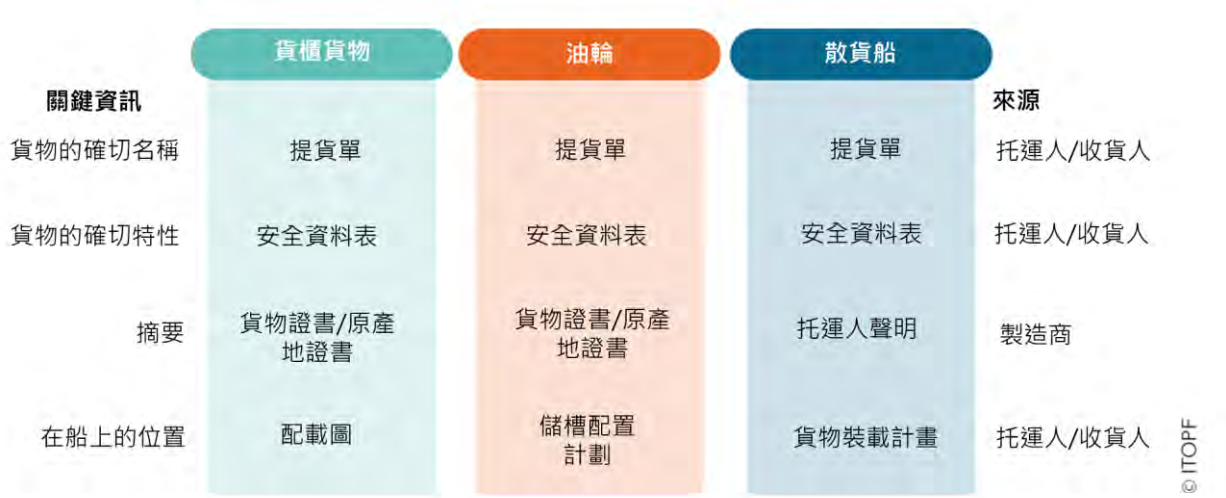 貨櫃貨物 油輪 散貨船
關鍵資訊 來源
貨物的確切名稱 提貨單 提貨單 提貨單 托運人/收貨人
貨物的確切特性 安全資料表 安全資料表 安全資料表 托運人/收貨人
摘要 貨物證書/原產
地證書 貨物證書/原產
地證書 托運人聲明 製造商
在船上的位置 配載圖 儲槽配置
計劃 貨物裝載計畫 托運人/收貨人
© ITOPF